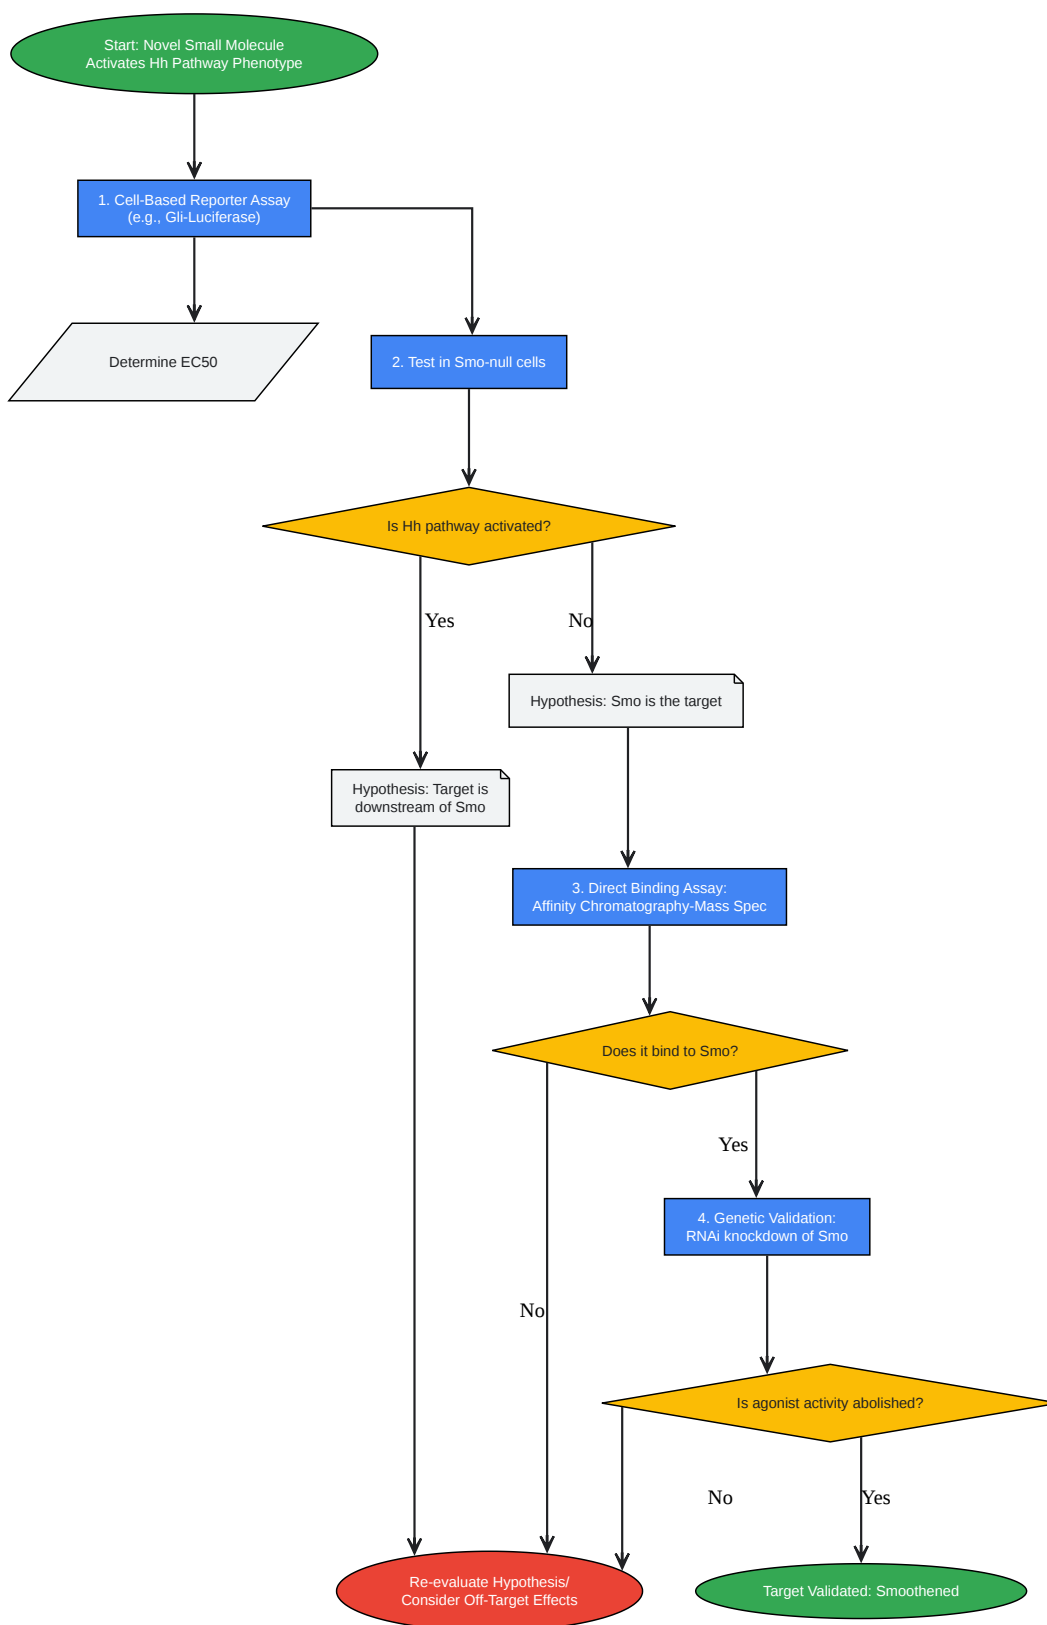 Start: Novel Small Molecule
Activates Hh Pathway Phenotype
1. Cell-Based Reporter Assay
(e.g., Gli-Luciferase)
Determine EC50
2. Test in Smo-null cells
Is Hh pathway activated?
Yes
No
Hypothesis: Smo is the target
Hypothesis: Target is
downstream of Smo
3. Direct Binding Assay:
Affinity Chromatography-Mass Spec
Does it bind to Smo?
Yes
4. Genetic Validation:
RNAi knockdown of Smo
No
Is agonist activity abolished?
No
Yes
Re-evaluate Hypothesis/
Consider Off-Target Effects
Target Validated: Smoothened